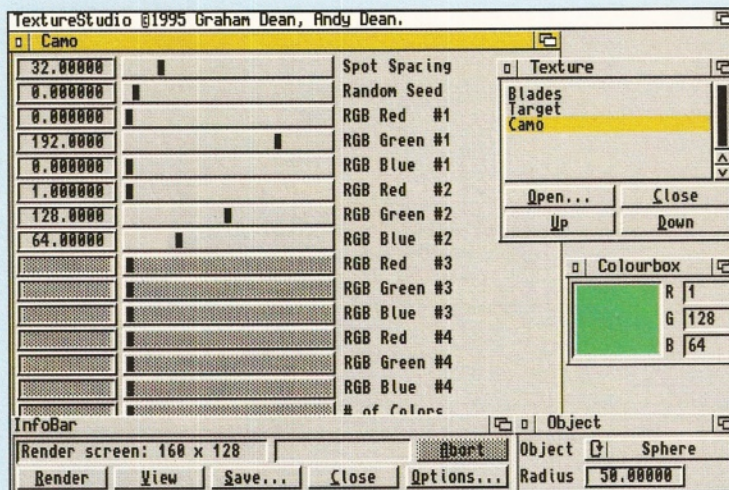 TextureStudio ©1995 Graham Dean, Andy Dean.
Camo
32.00000 Spot Spacing
0.000000 Random Seed
0.000000 RGB Red #1
192.0000 RGB Green #1
0.000000 RGB Blue #1
1.000000 RGB Red #2
128.0000 RGB Green #2
64.00000 RGB Blue #2
RGB Red #3
RGB Green #3
RGB Blue #3
RGB Red #4
RGB Green #4
RGB Blue #4
# of Colors
Texture
Blades
Target
Camo
Open... Close
Up Down
Colourbox
R 1
G 128
B 64
InfoBar
Render screen: 160 x 128 Abort
Render View Save... Close Options...
Object
Object Sphere
Radius 50.00000